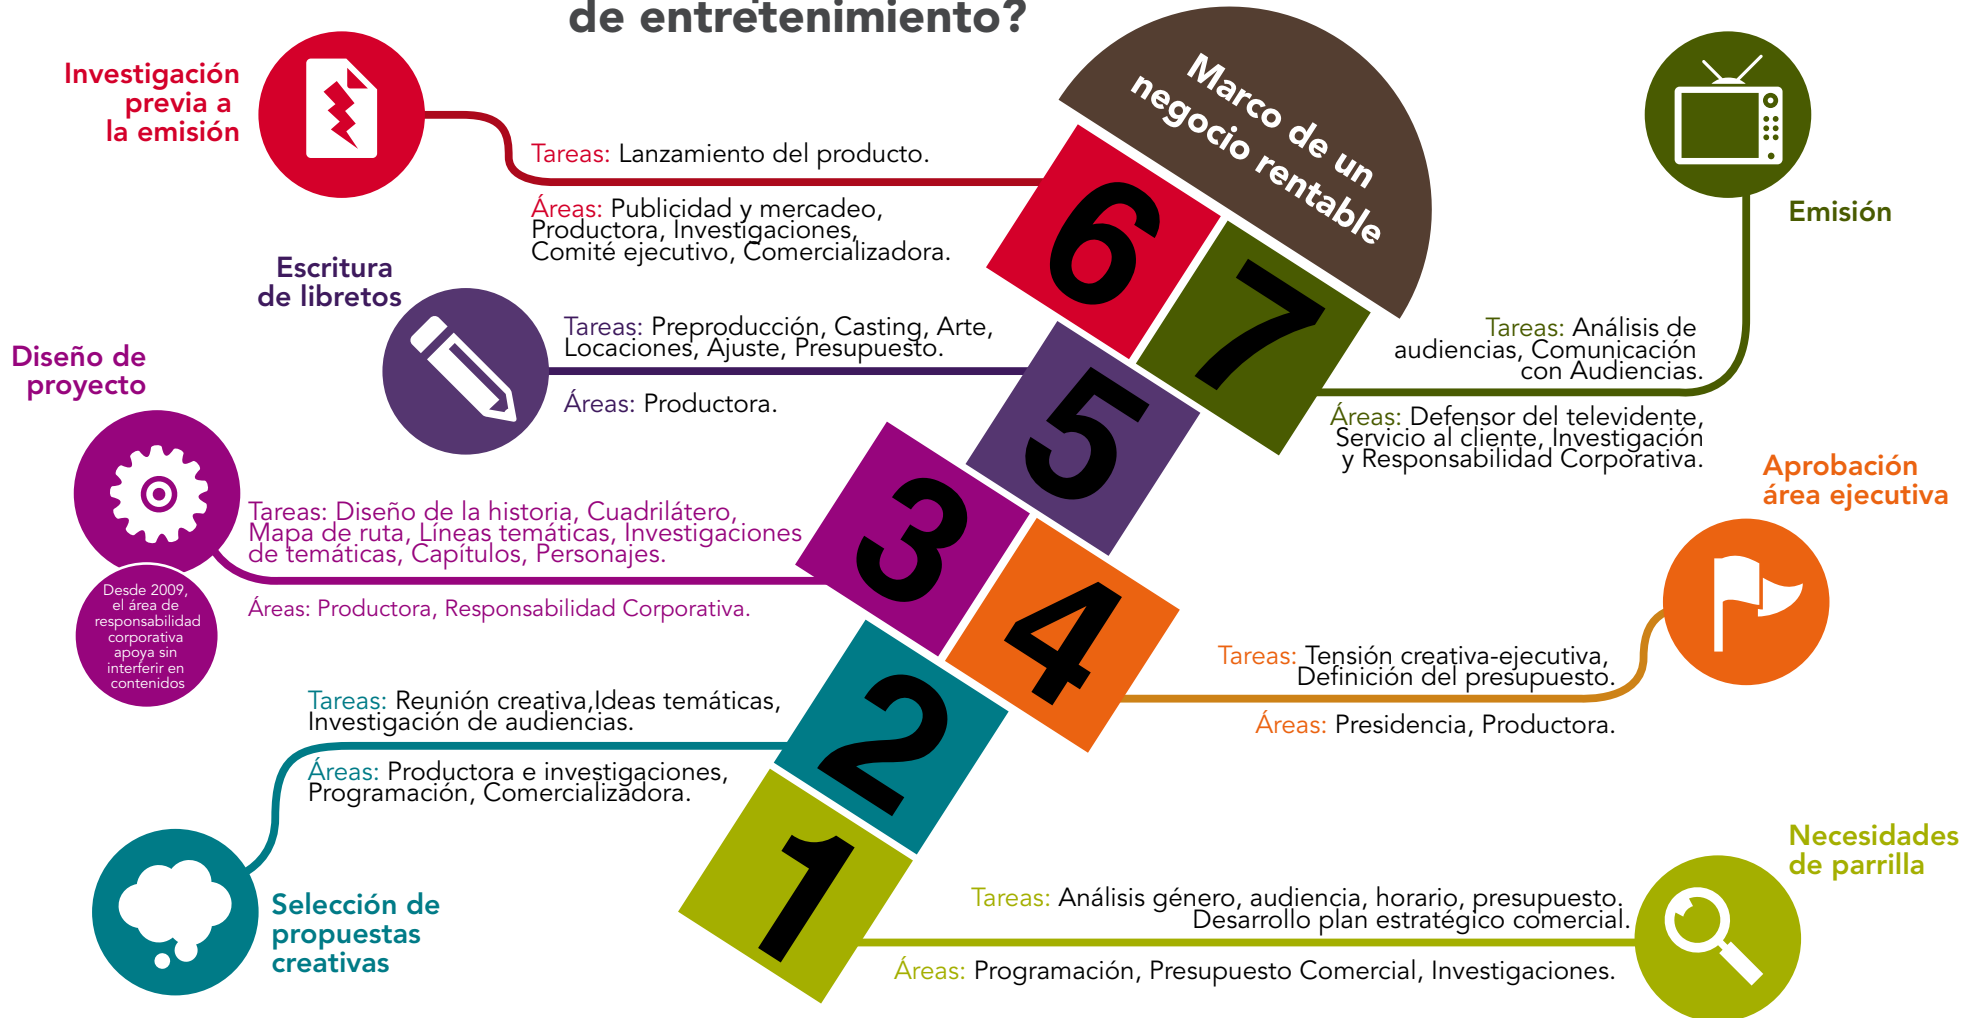 de entretenimiento?
Marco de un
negocio rentable
Investigación
previa a
la emisión
Tareas: Lanzamiento del producto.
Áreas: Publicidad y mercadeo,
Productora, Investigaciones,
Comité ejecutivo, Comercializadora.
6
7
Emisión
Tareas: Análisis de
audiencias, Comunicación
con Audiencias.
Áreas: Defensor del televidente,
Servicio al cliente, Investigación
y Responsabilidad Corporativa.
Escritura
de libretos
Tareas: Preproducción, Casting, Arte,
Locaciones, Ajuste, Presupuesto.
Áreas: Productora.
5
Diseño de
proyecto
Tareas: Diseño de la historia, Cuadrilátero,
Mapa de ruta, Líneas temáticas, Investigaciones
de temáticas, Capítulos, Personajes.
Áreas: Productora, Responsabilidad Corporativa.
Desde 2009,
el área de
responsabilidad
corporativa
apoya sin
interferir en
contenidos
3
4
Aprobación
área ejecutiva
Tareas: Tensión creativa-ejecutiva,
Definición del presupuesto.
Áreas: Presidencia, Productora.
Tareas: Reunión creativa,Ideas temáticas,
Investigación de audiencias.
Áreas: Productora e investigaciones,
Programación, Comercializadora.
2
Selección de
propuestas
creativas
1
Necesidades
de parrilla
Tareas: Análisis género, audiencia, horario, presupuesto.
Desarrollo plan estratégico comercial.
Áreas: Programación, Presupuesto Comercial, Investigaciones.